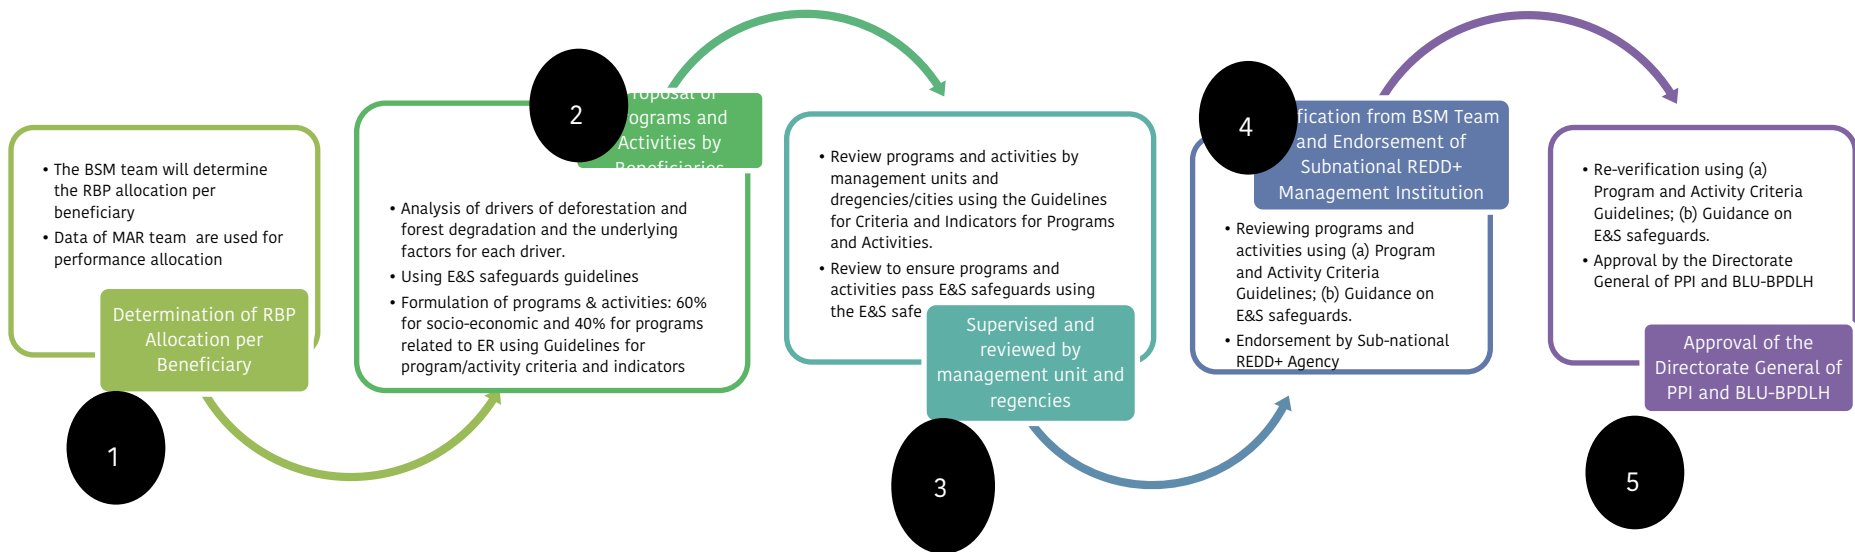 • The BSM team will determine
the RBP allocation per
beneficiary
• Data of MAR team are used for
performance allocation
Determination of RBP
Allocation per
Beneficiary
1
2
Programs and
Activities by
Beneficiaries
• Analysis of drivers of deforestation and
forest degradation and the underlying
factors for each driver.
• Using E&S safeguards guidelines
• Formulation of programs & activities: 60%
for socio-economic and 40% for programs
related to ER using Guidelines for
program/activity criteria and indicators
• Review programs and activities by
management units and
dregencies/cities using the Guidelines
for Criteria and Indicators for Programs
and Activities.
• Review to ensure programs and
activities pass E&S safeguards using
the E&S safe
Supervised and
reviewed by
management unit and
regencies
3
4
fication from BSM Team
and Endorsement of
Subnational REDD+
Management Institution
• Reviewing programs and
activities using (a) Program
and Activity Criteria
Guidelines; (b) Guidance on
E&S safeguards.
• Endorsement by Sub-national
REDD+ Agency
• Re-verification using (a)
Program and Activity Criteria
Guidelines; (b) Guidance on
E&S safeguards.
• Approval by the Directorate
General of PPI and BLU-BPDLH
Approval of the
Directorate General of
PPI and BLU-BPDLH
5